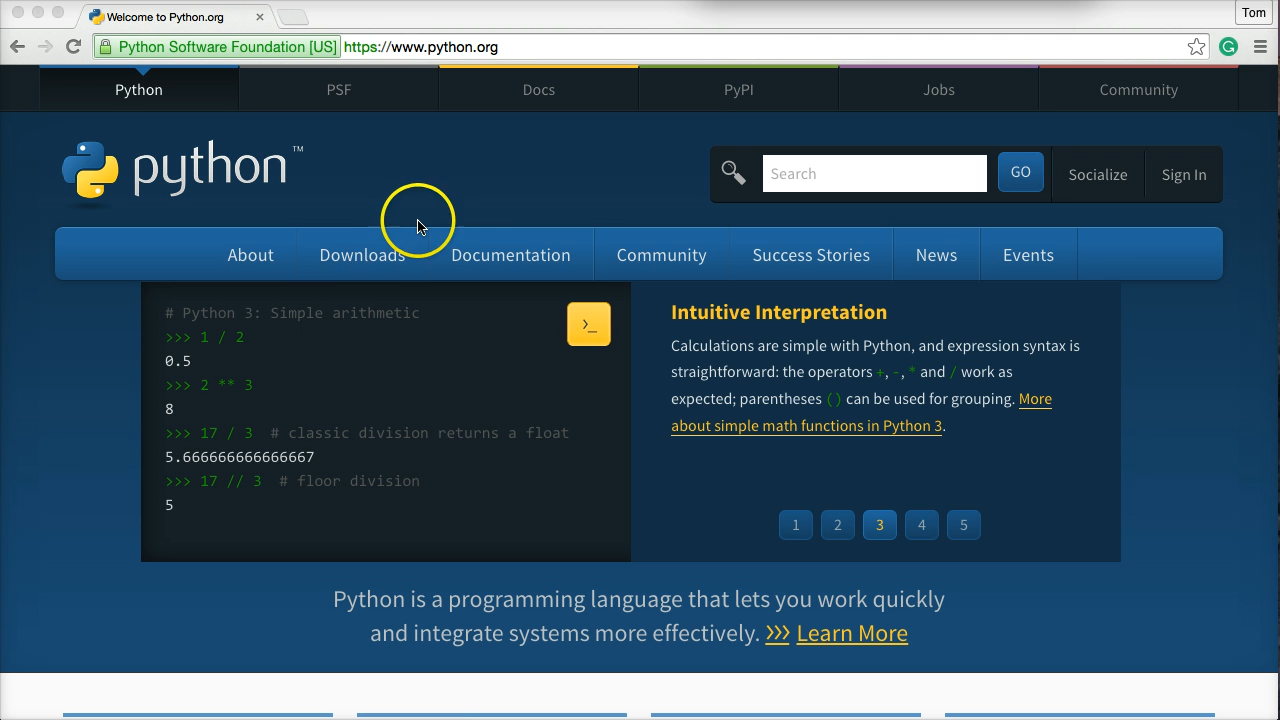 Welcome to Python.org
Tom
Python Software Foundation [US] https://www.python.org
Python PSF Docs PyPI Jobs Community
python™
Search GO Socialize Sign In
About Downloads Documentation Community Success Stories News Events
# Python 3: Simple arithmetic
>>> 1 / 2
0.5
>>> 2 ** 3
8
>>> 17 / 3  # classic division returns a float
5.666666666666667
>>> 17 // 3  # floor division
5
>_
Intuitive Interpretation
Calculations are simple with Python, and expression syntax is
straightforward: the operators +, -, * and / work as
expected; parentheses () can be used for grouping. More
about simple math functions in Python 3.
1 2 3 4 5
Python is a programming language that lets you work quickly
and integrate systems more effectively. >>> Learn More